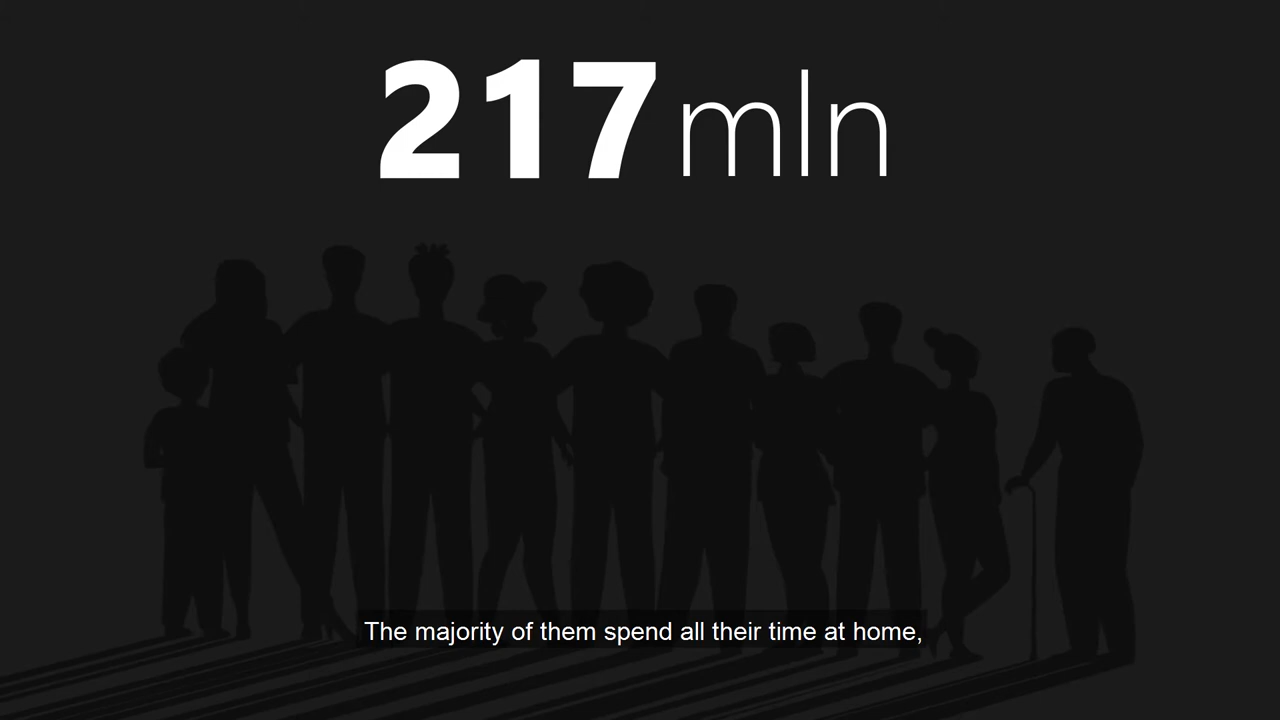 217 mln
The majority of them spend all their time at home,